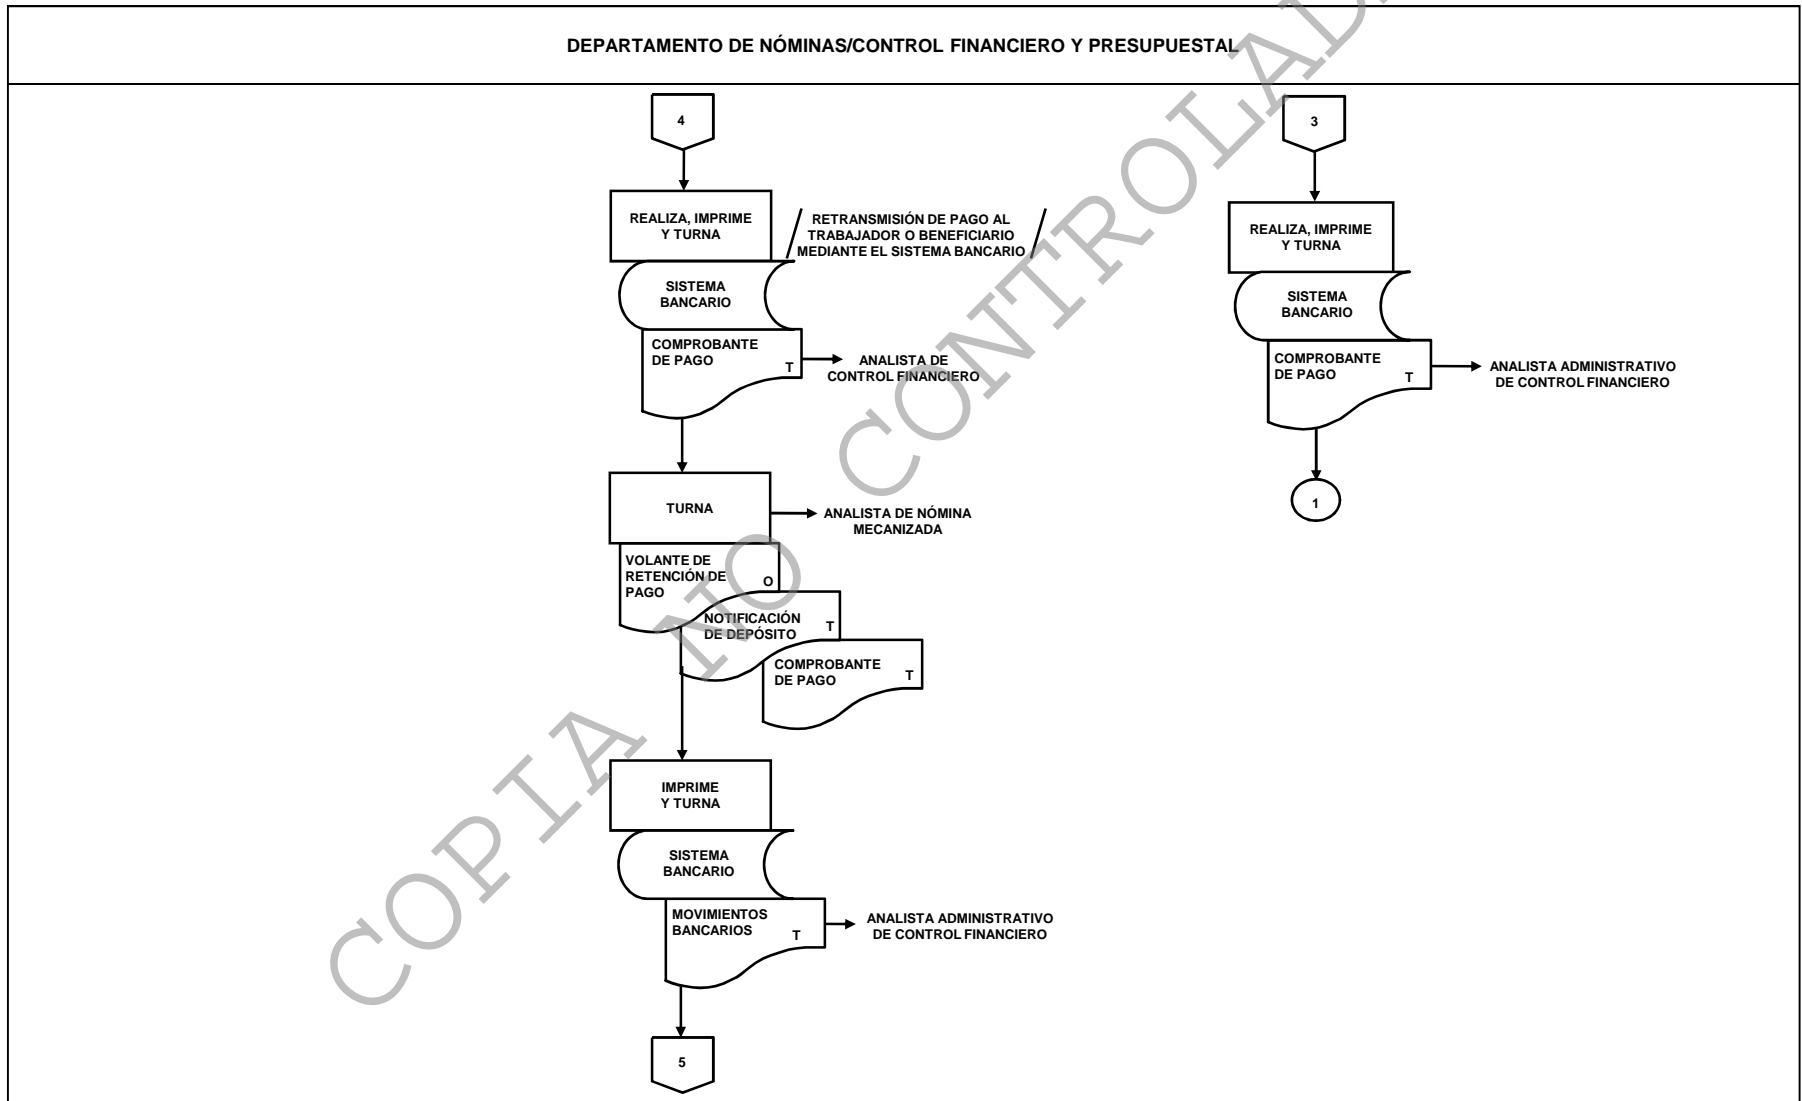 DEPARTAMENTO DE NÓMINAS/CONTROL FINANCIERO Y PRESUPUESTAL
4
REALIZA, IMPRIME
Y TURNA
RETRANSMISIÓN DE PAGO AL
TRABAJADOR O BENEFICIARIO
MEDIANTE EL SISTEMA BANCARIO
SISTEMA
BANCARIO
COMPROBANTE
DE PAGO
T
ANALISTA DE
CONTROL FINANCIERO
TURNA
ANALISTA DE NÓMINA
MECANIZADA
VOLANTE DE
RETENCIÓN DE
PAGO
O
NOTIFICACIÓN
DE DEPÓSITO
T
COMPROBANTE
DE PAGO
T
IMPRIME
Y TURNA
SISTEMA
BANCARIO
MOVIMIENTOS
BANCARIOS
T
ANALISTA ADMINISTRATIVO
DE CONTROL FINANCIERO
5
3
REALIZA, IMPRIME
Y TURNA
SISTEMA
BANCARIO
COMPROBANTE
DE PAGO
T
ANALISTA ADMINISTRATIVO
DE CONTROL FINANCIERO
1
COPIA NO CONTROLAD